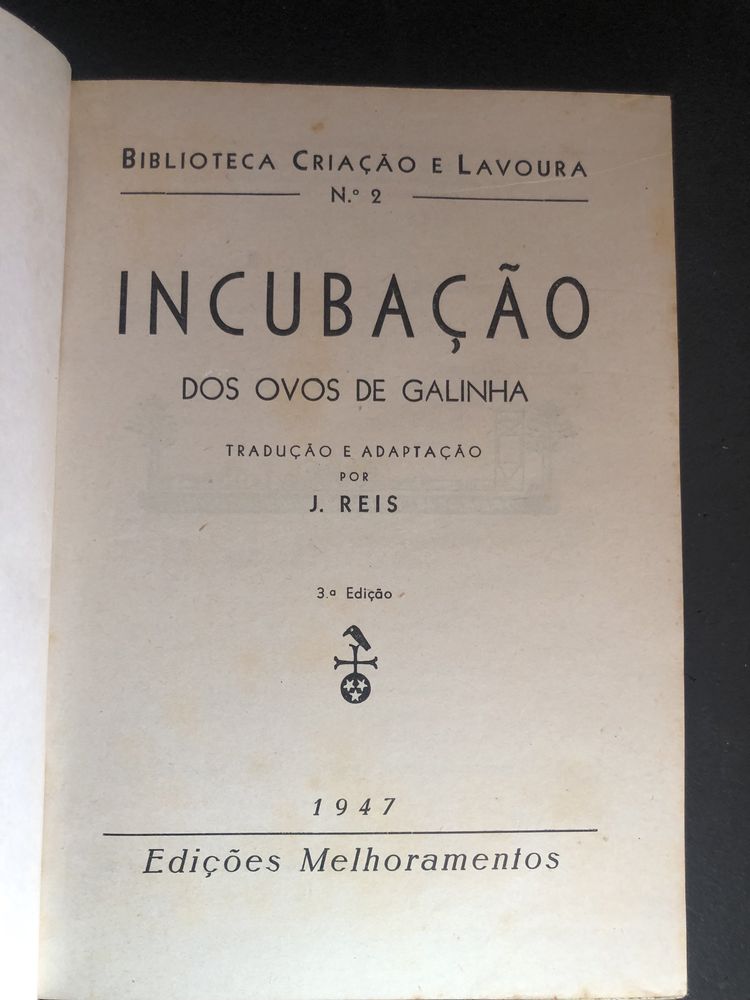 BIBLIOTECA CRIAÇÃO E LAVOURA
N.º 2
INCUBAÇÃO
DOS OVOS DE GALINHA
TRADUÇÃO E ADAPTAÇÃO
POR
J. REIS
3.ª Edição
1947
Edições Melhoramentos